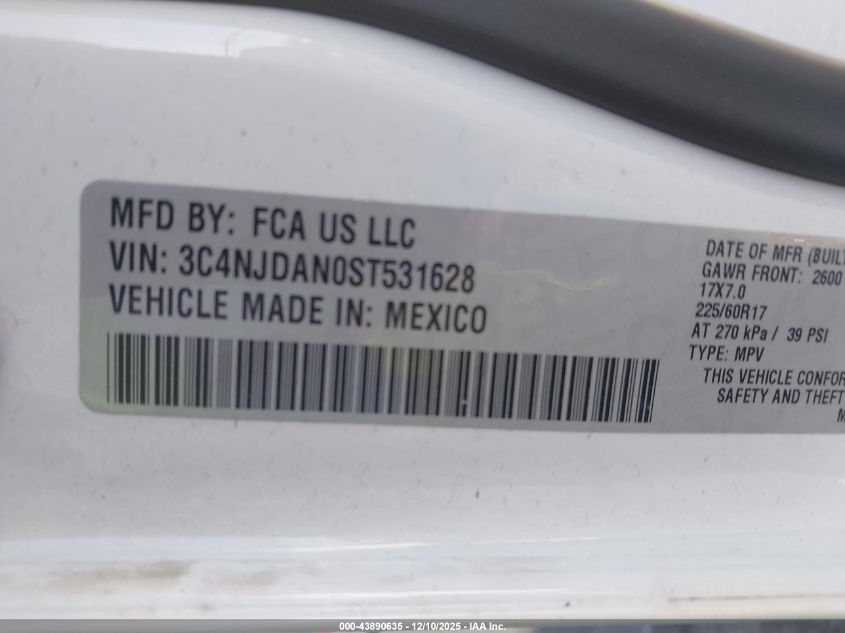 MFD BY: FCA US LLC
VIN: 3C4NJDAN0ST531628
VEHICLE MADE IN: MEXICO
DATE OF MFR (BUILT
GAWR FRONT: 2600
17X7.0
225/60R17
AT 270 kPa / 39 PSI
TYPE: MPV
THIS VEHICLE CONFOR
SAFETY AND THEFT
M
000-43890635 - 12/10/2025 - IAA Inc.